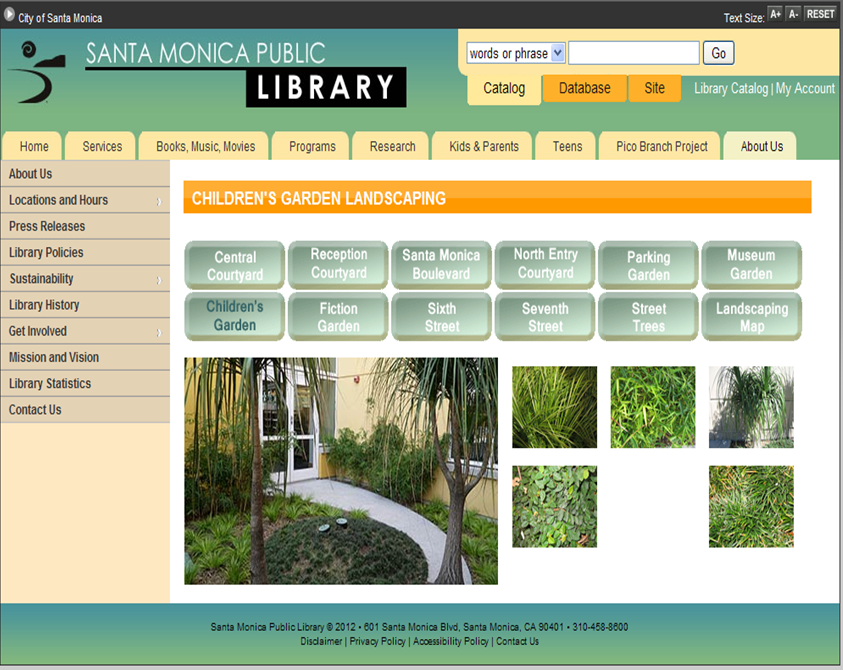 City of Santa Monica
Text Size: A+ A- RESET
SANTA MONICA PUBLIC
LIBRARY
words or phrase Go
Catalog Database Site Library Catalog | My Account
Home Services Books, Music, Movies Programs Research Kids & Parents Teens Pico Branch Project About Us
About Us
Locations and Hours
Press Releases
Library Policies
Sustainability
Library History
Get Involved
Mission and Vision
Library Statistics
Contact Us
CHILDREN'S GARDEN LANDSCAPING
Central
Courtyard
Reception
Courtyard
Santa Monica
Boulevard
North Entry
Courtyard
Parking
Garden
Museum
Garden
Children's
Garden
Fiction
Garden
Sixth
Street
Seventh
Street
Street
Trees
Landscaping
Map
Santa Monica Public Library © 2012 • 601 Santa Monica Blvd, Santa Monica, CA 90401 • 310-458-8600
Disclaimer | Privacy Policy | Accessibility Policy | Contact Us